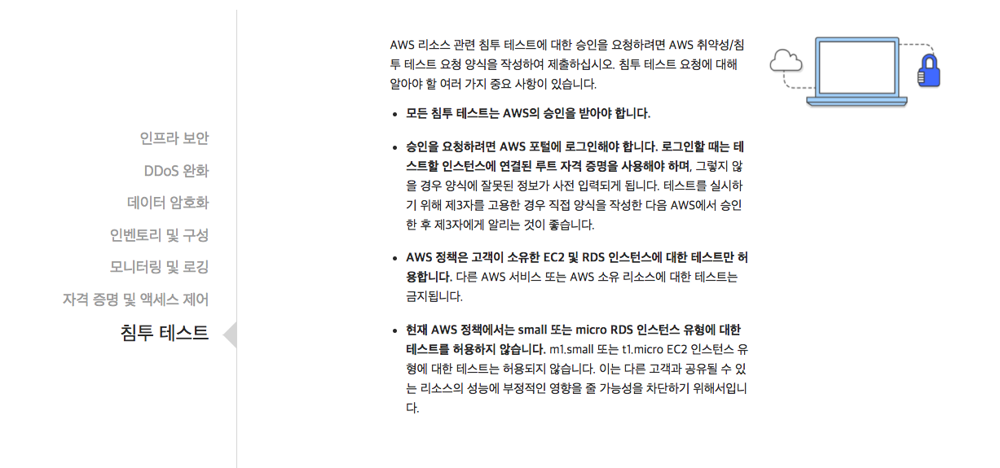 인프라 보안
DDoS 완화
데이터 암호화
인벤토리 및 구성
모니터링 및 로깅
자격 증명 및 액세스 제어
침투 테스트
AWS 리소스 관련 침투 테스트에 대한 승인을 요청하려면 AWS 취약성/침
투 테스트 요청 양식을 작성하여 제출하십시오. 침투 테스트 요청에 대해
알아야 할 여러 가지 중요 사항이 있습니다.
• 모든 침투 테스트는 AWS의 승인을 받아야 합니다.
• 승인을 요청하려면 AWS 포털에 로그인해야 합니다. 로그인할 때는 테
스트할 인스턴스에 연결된 루트 자격 증명을 사용해야 하며, 그렇지 않
을 경우 양식에 잘못된 정보가 사전 입력되게 됩니다. 테스트를 실시하
기 위해 제3자를 고용한 경우 직접 양식을 작성한 다음 AWS에서 승인
한 후 제3자에게 알리는 것이 좋습니다.
• AWS 정책은 고객이 소유한 EC2 및 RDS 인스턴스에 대한 테스트만 허
용합니다. 다른 AWS 서비스 또는 AWS 소유 리소스에 대한 테스트는
금지됩니다.
• 현재 AWS 정책에서는 small 또는 micro RDS 인스턴스 유형에 대한
테스트를 허용하지 않습니다. m1.small 또는 t1.micro EC2 인스턴스 유
형에 대한 테스트는 허용되지 않습니다. 이는 다른 고객과 공유될 수 있
는 리소스의 성능에 부정적인 영향을 줄 가능성을 차단하기 위해서입니
다.